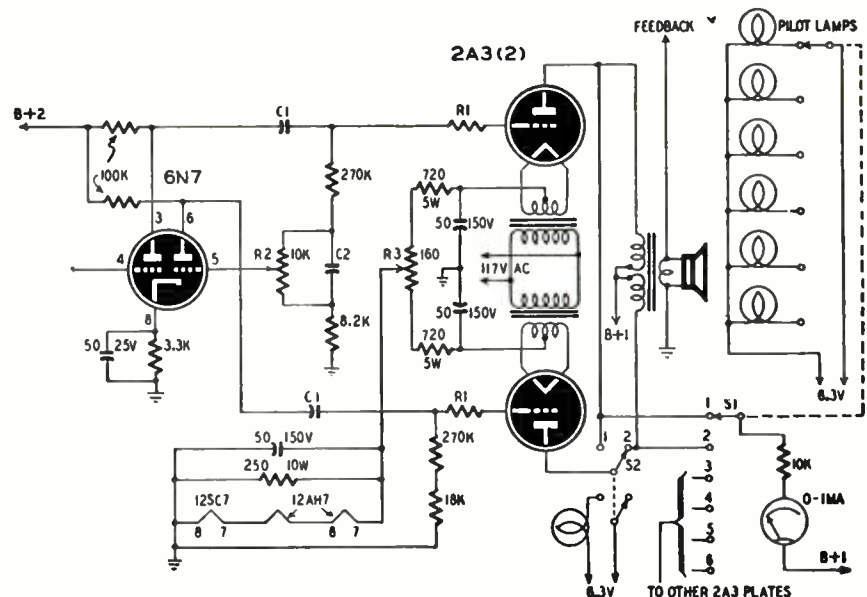 FEEDBACK
PILOT LAMPS
2A3(2)
B+2
C1
R1
100K
6N7
270K
720
5W
50 150V
3 6
4
5
R2
10K
C2
R3
160
117V AC
8
50 25V
3.3K
8.2K
50 150V
720
5W
B+1
6.3V
C1
R1
1
S1
50 150V
270K
1
2
S2
2
250 10W
3
10K
12SC7
12AH7
18K
4
0-1MA
8 7
8 7
5
6
B+1
6.3V
TO OTHER 2A3 PLATES